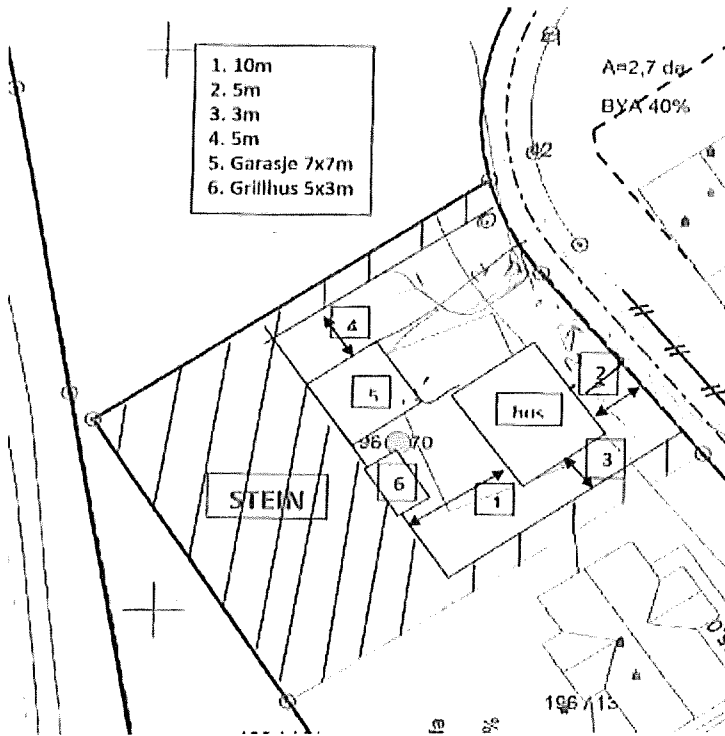 1. 10m
2. 5m
3. 3m
4. 5m
5. Garasje 7x7m
6. Grillhus 5x3m
A=2,7 da
BYA 40%
42
4
5
2
hus
3
6
1
STEIN
%